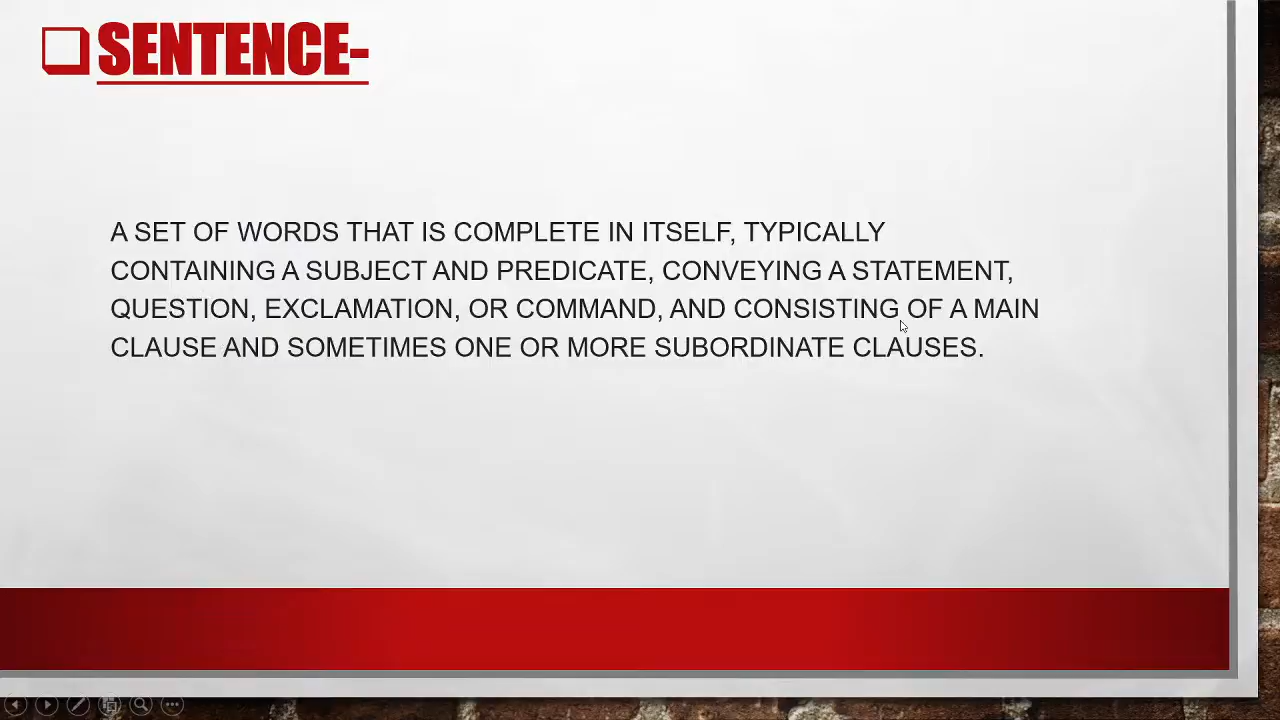 SENTENCE-
A SET OF WORDS THAT IS COMPLETE IN ITSELF, TYPICALLY
CONTAINING A SUBJECT AND PREDICATE, CONVEYING A STATEMENT,
QUESTION, EXCLAMATION, OR COMMAND, AND CONSISTING OF A MAIN
CLAUSE AND SOMETIMES ONE OR MORE SUBORDINATE CLAUSES.